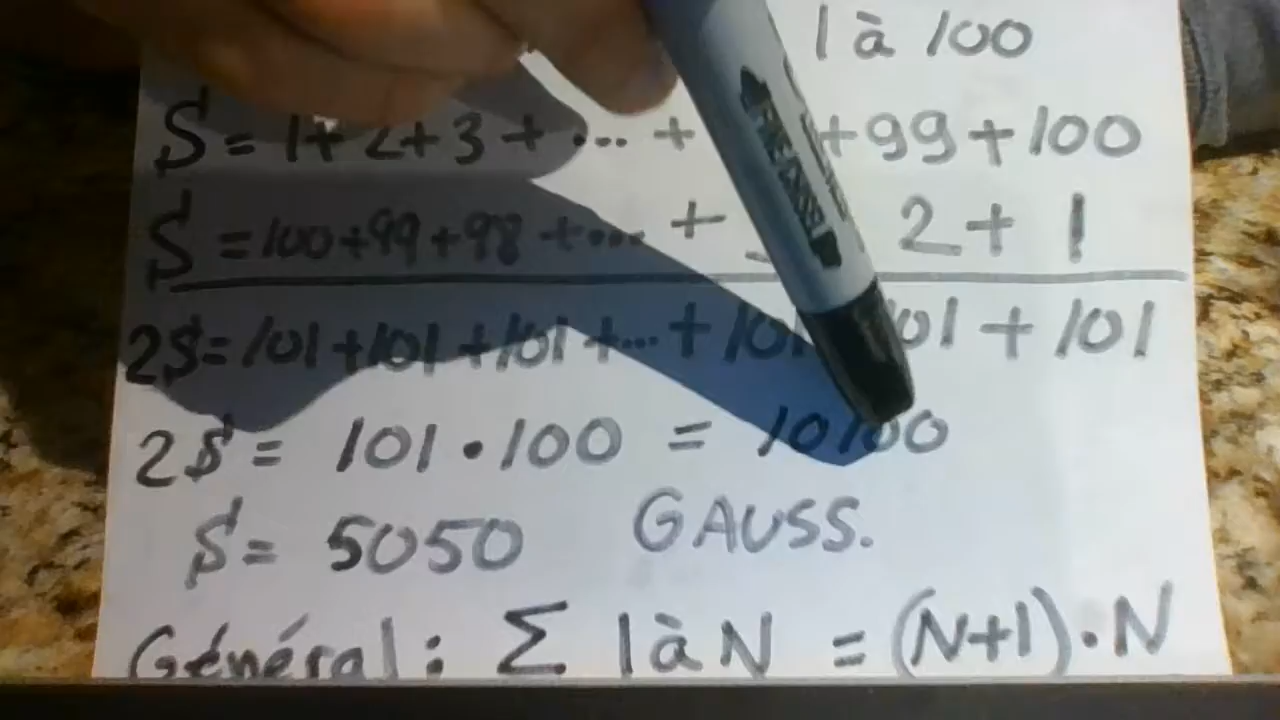 1 à 100
S = 1+2+3+...+ +99+100
S = 100+99+98+...+ 2+1
2S = 101+101+101+...+101 101+101
2S = 101•100 = 10100
S = 5050 GAUSS.
Général: Σ 1 à N = (N+1)•N